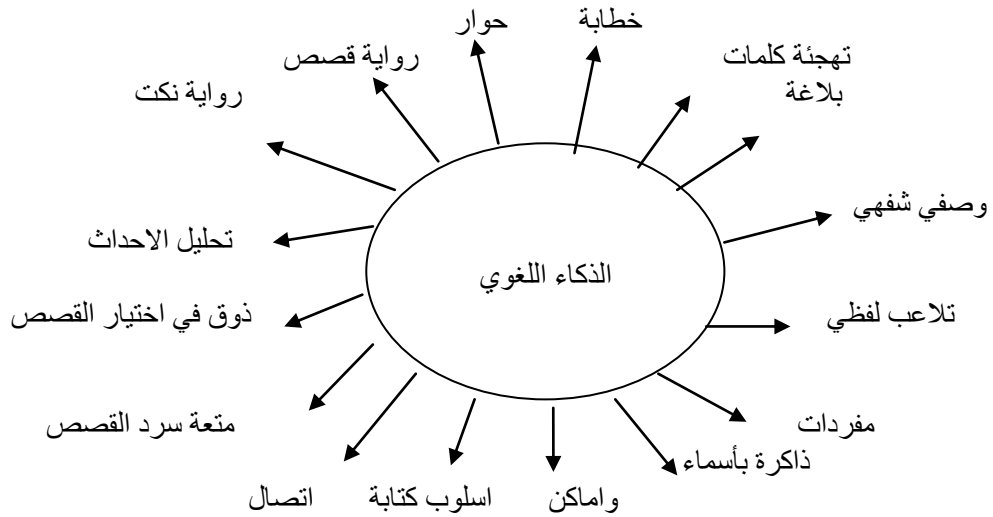 خطابة
حوار
تهجئة كلمات
رواية قصص
بلاغة
رواية نكت
وصفي شفهي
تحليل الاحداث
الذكاء اللغوي
ذوق في اختيار القصص
تلاعب لفظي
متعة سرد القصص
مفردات
ذاكرة بأسماء
واماكن
اسلوب كتابة
اتصال